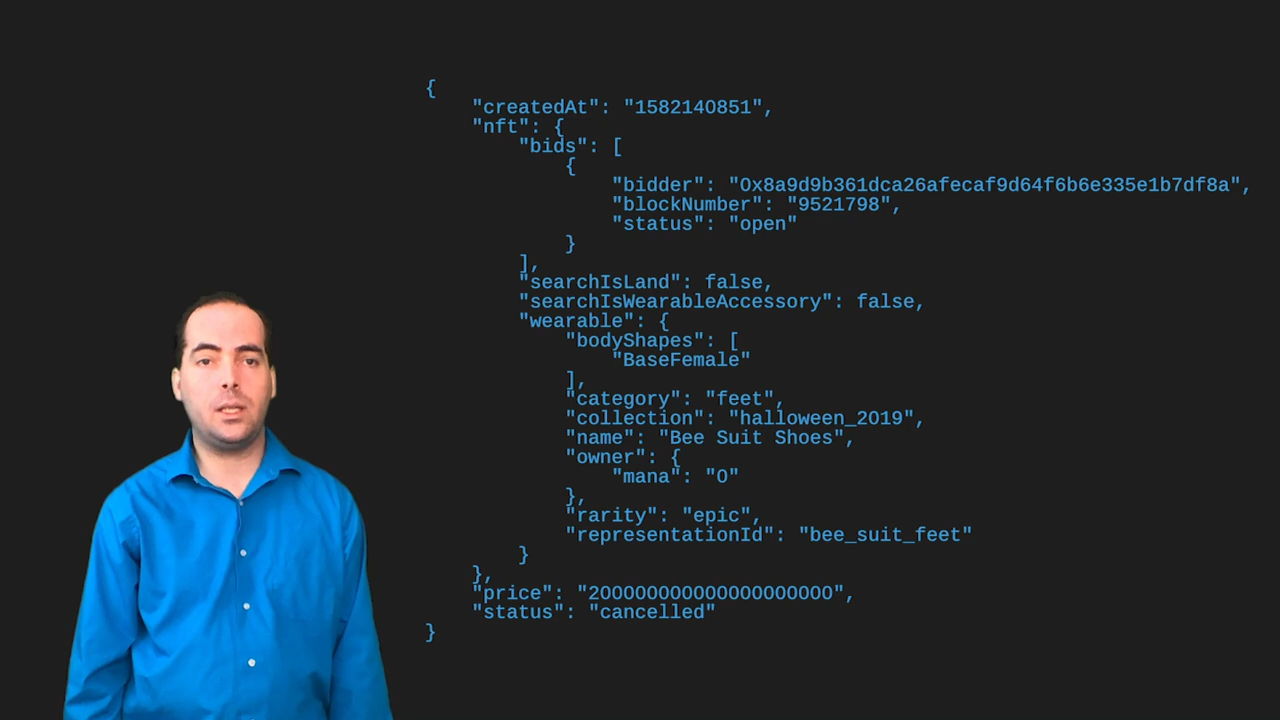 {
"createdAt": "1582140851",
"nft": {
"bids": [
{
"bidder": "0x8a9d9b361dca26afecaf9d64f6b6e335e1b7df8a",
"blockNumber": "9521798",
"status": "open"
}
],
"searchIsLand": false,
"searchIsWearableAccessory": false,
"wearable": {
"bodyShapes": [
"BaseFemale"
],
"category": "feet",
"collection": "halloween_2019",
"name": "Bee Suit Shoes",
"owner": {
"mana": "0"
},
"rarity": "epic",
"representationId": "bee_suit_feet"
}
},
"price": "200000000000000000000",
"status": "cancelled"
}